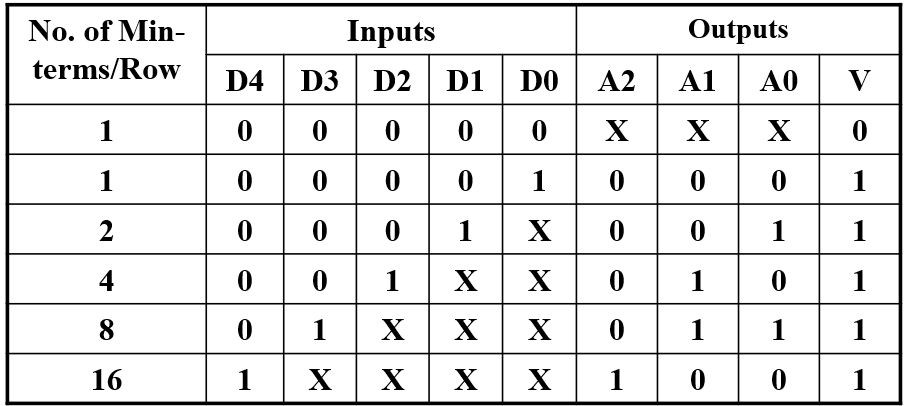 No. of Min-terms/Row Inputs Outputs
D4 D3 D2 D1 D0 A2 A1 A0 V
1 0 0 0 0 0 X X X 0
1 0 0 0 0 1 0 0 0 1
2 0 0 0 1 X 0 0 1 1
4 0 0 1 X X 0 1 0 1
8 0 1 X X X 0 1 1 1
16 1 X X X X 1 0 0 1